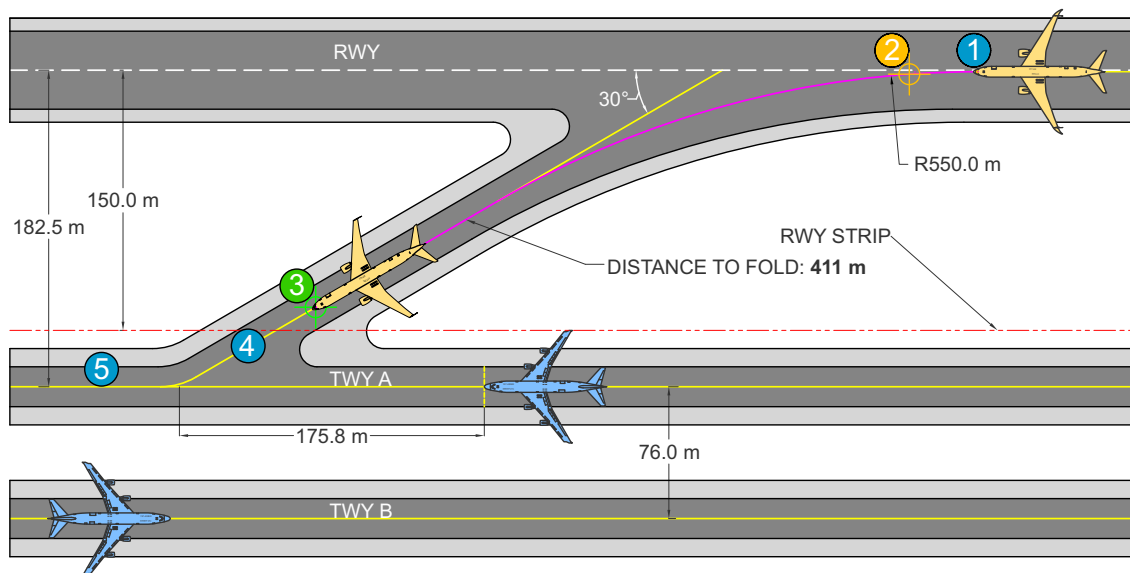 RWY
2
1
30°
R550.0 m
150.0 m
182.5 m
RWY STRIP
DISTANCE TO FOLD: 411 m
3
4
5
TWY A
175.8 m
76.0 m
TWY B